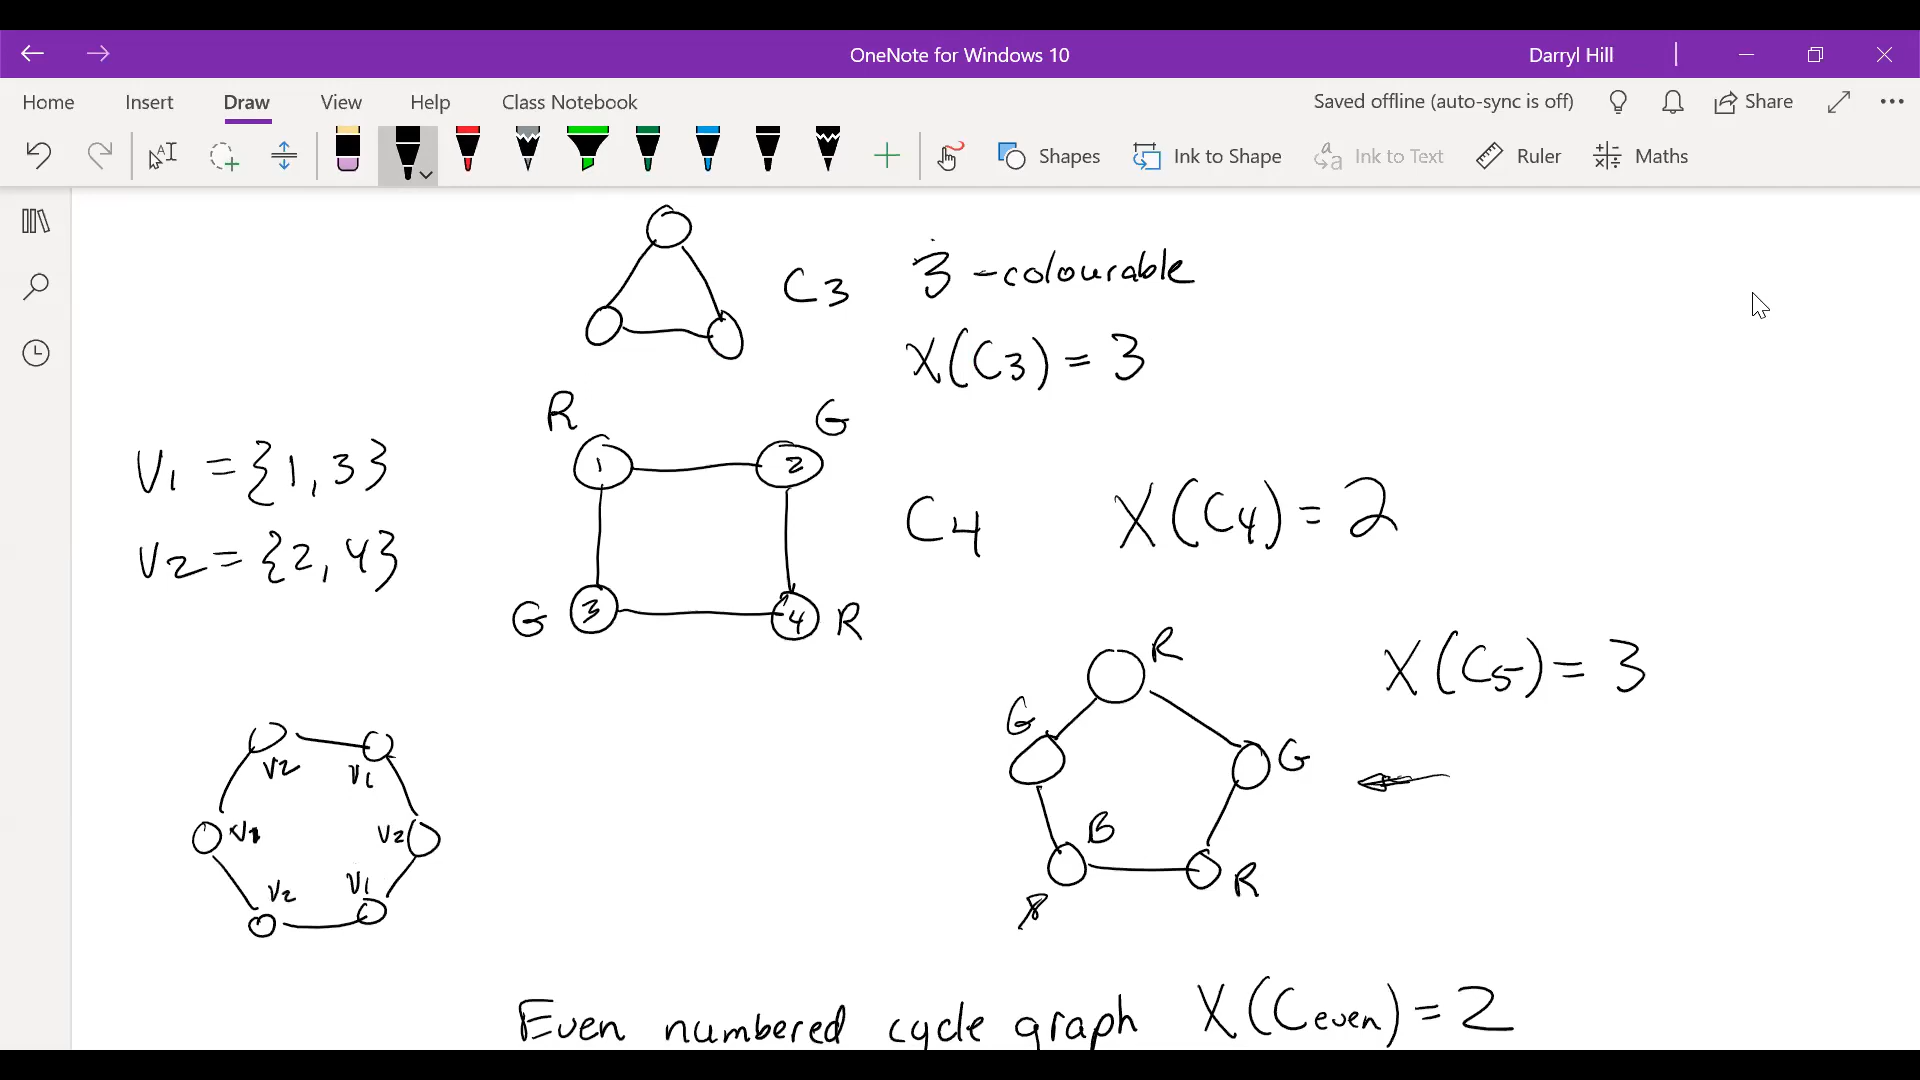 OneNote for Windows 10
Darryl Hill
Home Insert Draw View Help Class Notebook
Saved offline (auto-sync is off) Share
Shapes Ink to Shape Ink to Text Ruler Maths
C3 3-colourable
X(C3) = 3
R G
V1 = {1,3}
1 2
V2 = {2,4}
C4 X(C4) = 2
G 3 4 R
R
X(C5) = 3
G
G
V2 V1
V1 V2
B
V2 V1
R
Even numbered cycle graph X(Ceven) = 2